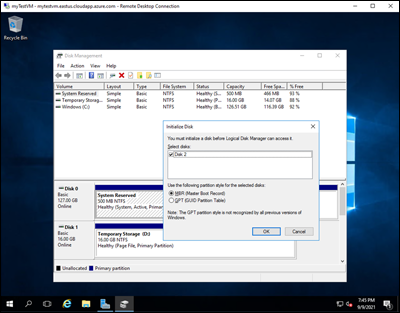 myTestVM - mytestvm.eastus.cloudapp.azure.com - Remote Desktop Connection
Recycle Bin
Disk Management
File Action View Help
Volume Layout Type File System Status Capacity Free Spa... % Free
System Reserved Simple Basic NTFS Healthy (S... 500 MB 466 MB 93 %
Temporary Storag... Simple Basic NTFS Healthy (P... 16.00 GB 14.07 GB 88 %
Windows (C:) Simple Basic NTFS Healthy (B... 126.51 GB 116.39 GB 92 %
Initialize Disk
You must initialize a disk before Logical Disk Manager can access it.
Select disks:
Disk 2
Use the following partition style for the selected disks:
MBR (Master Boot Record)
GPT (GUID Partition Table)
Note: The GPT partition style is not recognized by all previous versions of
Windows.
OK Cancel
Disk 0
Basic
127.00 GB
Online
System Reserved
500 MB NTFS
Healthy (System, Active, Primar
Disk 1
Basic
16.00 GB
Online
Temporary Storage (D:)
16.00 GB NTFS
Healthy (Page File, Primary Partition)
Unallocated Primary partition
7:45 PM
9/9/2021